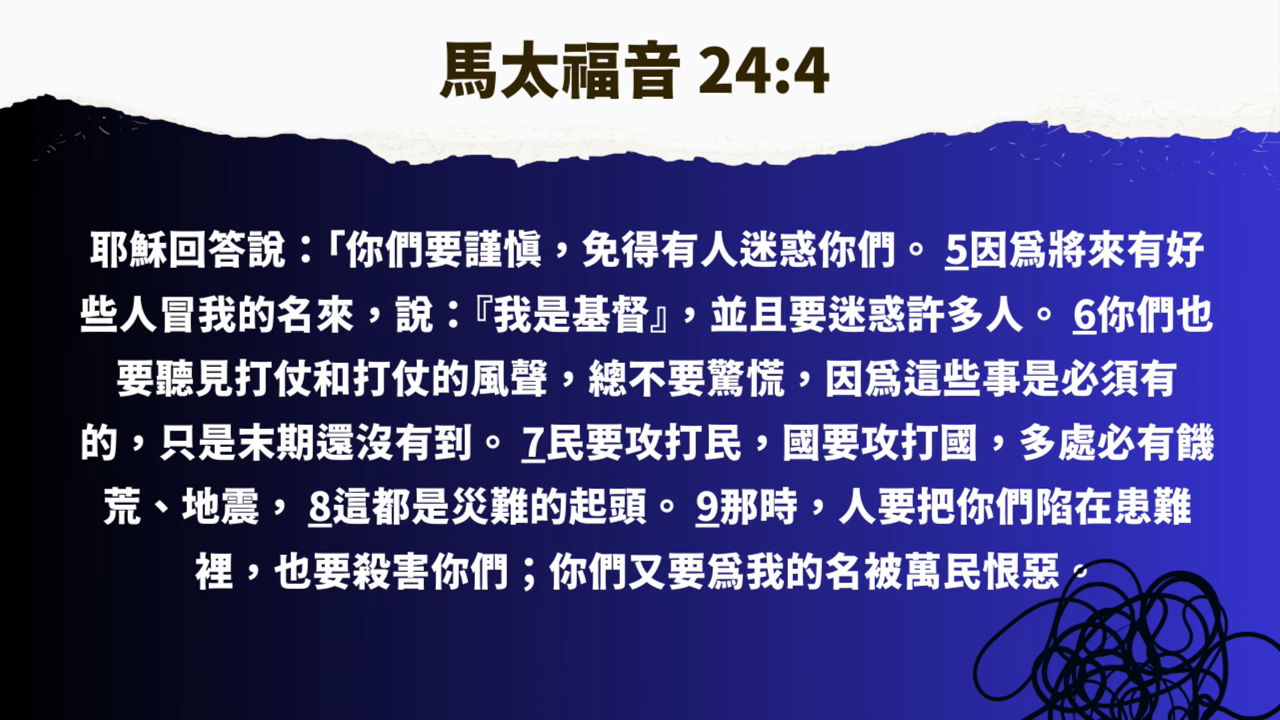 馬太福音 24:4
耶穌回答說：「你們要謹愼，免得有人迷惑你們。 5因爲將來有好
些人冒我的名來，說：『我是基督』，並且要迷惑許多人。 6你們也
要聽見打仗和打仗的風聲，總不要驚慌，因爲這些事是必須有
的，只是末期還沒有到。 7民要攻打民，國要攻打國，多處必有饑
荒、地震， 8這都是災難的起頭。 9那時，人要把你們陷在患難
裡，也要殺害你們；你們又要爲我的名被萬民恨惡。